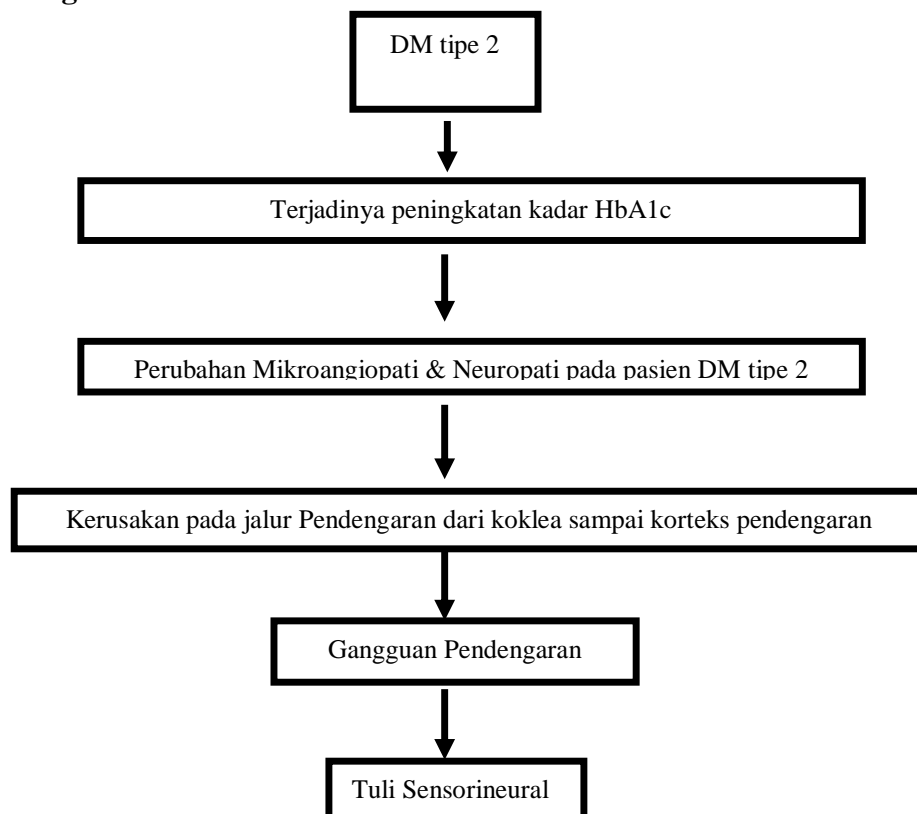 DM tipe 2
Terjadinya peningkatan kadar HbA1c
Perubahan Mikroangiopati & Neuropati pada pasien DM tipe 2
Kerusakan pada jalur Pendengaran dari koklea sampai korteks pendengaran
Gangguan Pendengaran
Tuli Sensorineural